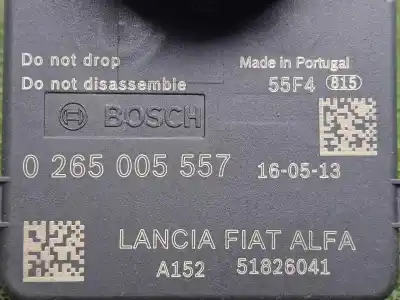 Do not drop
Made in Portugal
Do not disassemble
55F4 815
BOSCH
0 265 005 557
16-05-13
LANCIA FIAT ALFA
A152 51826041